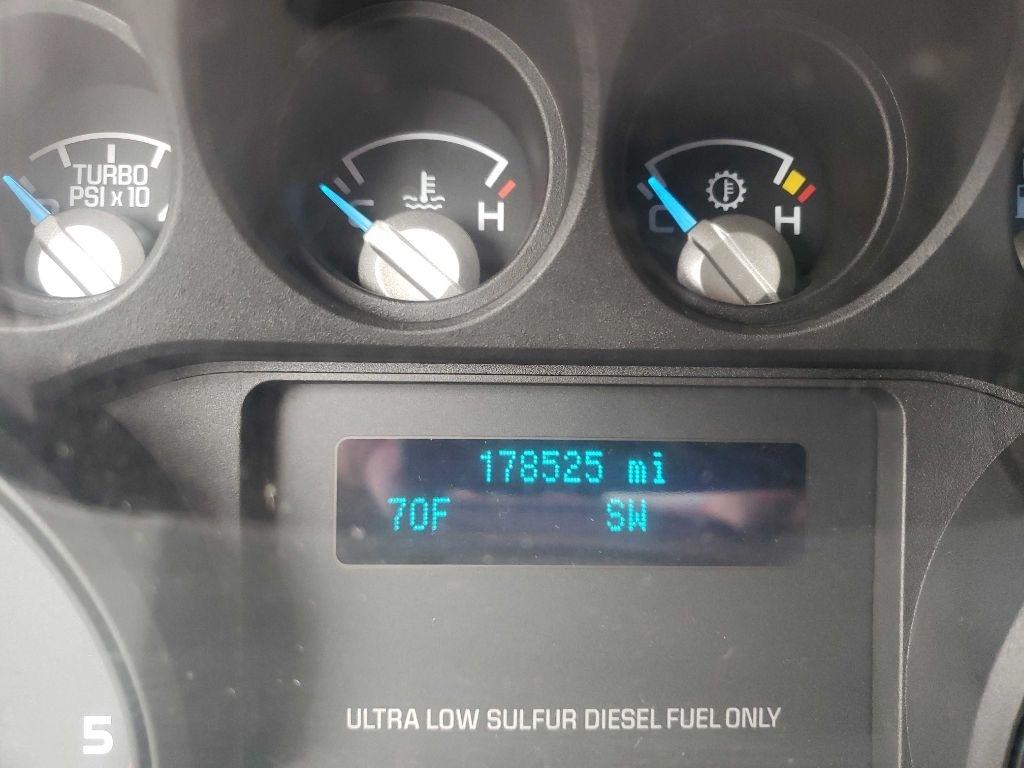 TURBO
PSI x 10
H
C
H
178525 mi
70F SW
ULTRA LOW SULFUR DIESEL FUEL ONLY
5